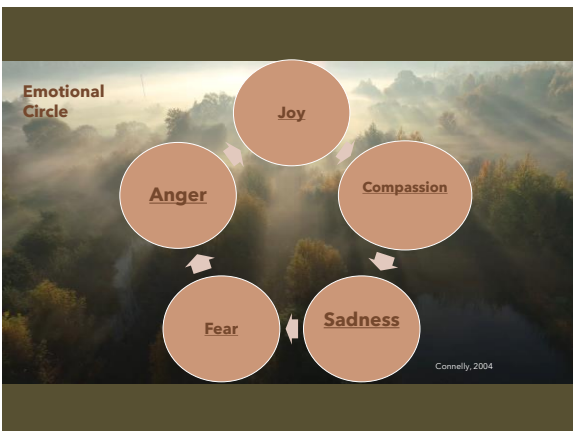 Emotional
Circle
Joy
Compassion
Sadness
Fear
Anger
Connelly, 2004